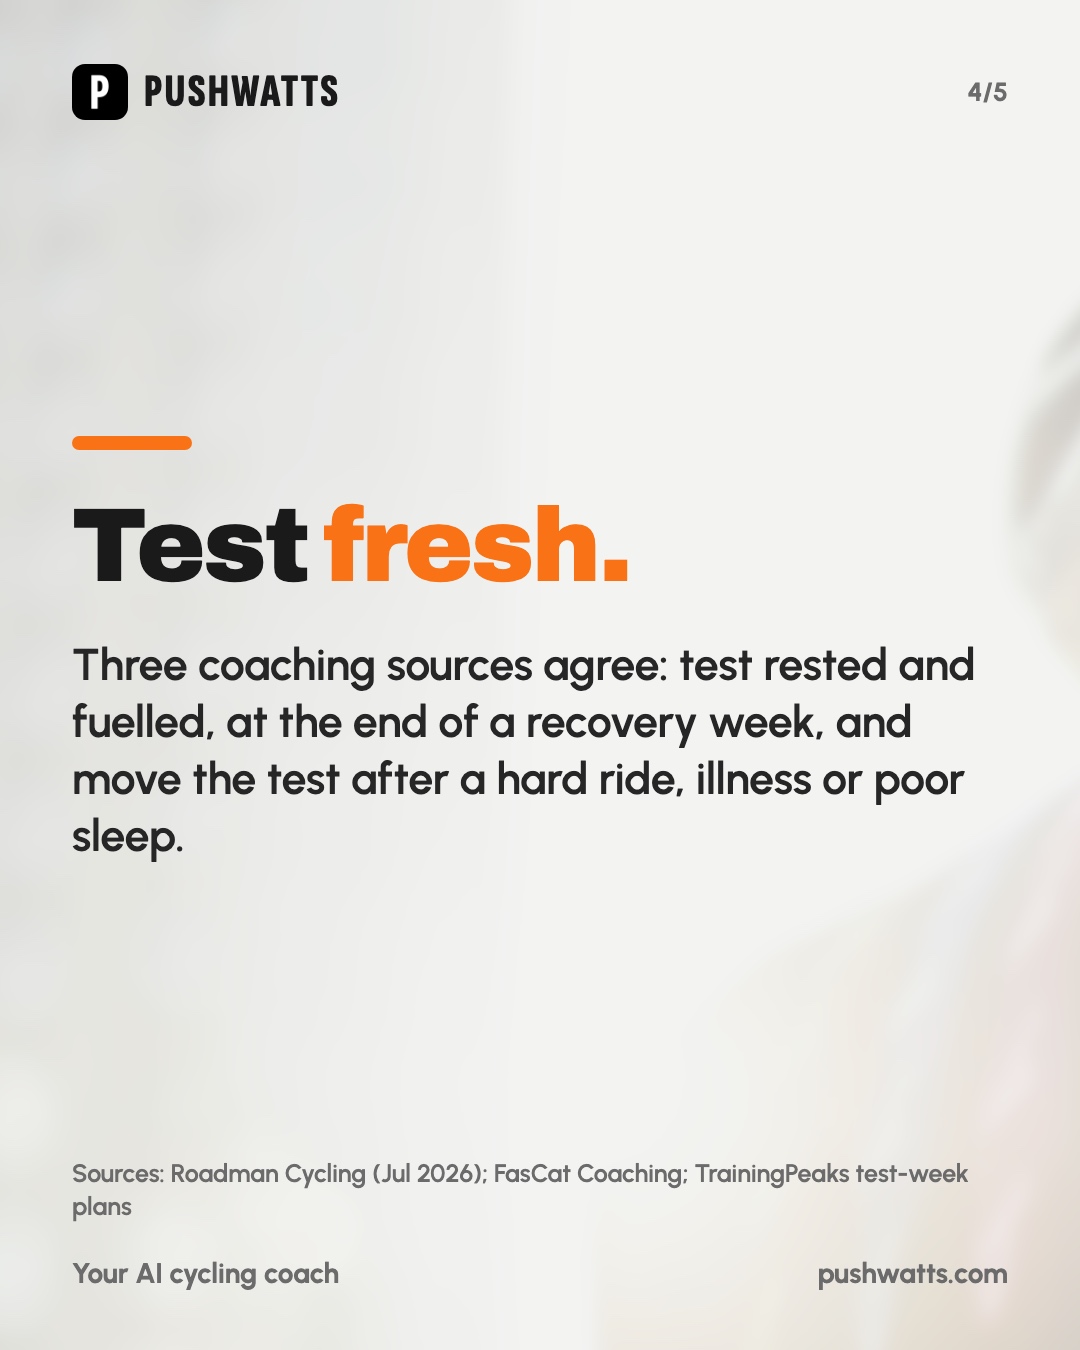 P PUSHWATTS
4/5
Test fresh.
Three coaching sources agree: test rested and
fuelled, at the end of a recovery week, and
move the test after a hard ride, illness or poor
sleep.
Sources: Roadman Cycling (Jul 2026); FasCat Coaching; TrainingPeaks test-week
plans
Your AI cycling coach
pushwatts.com